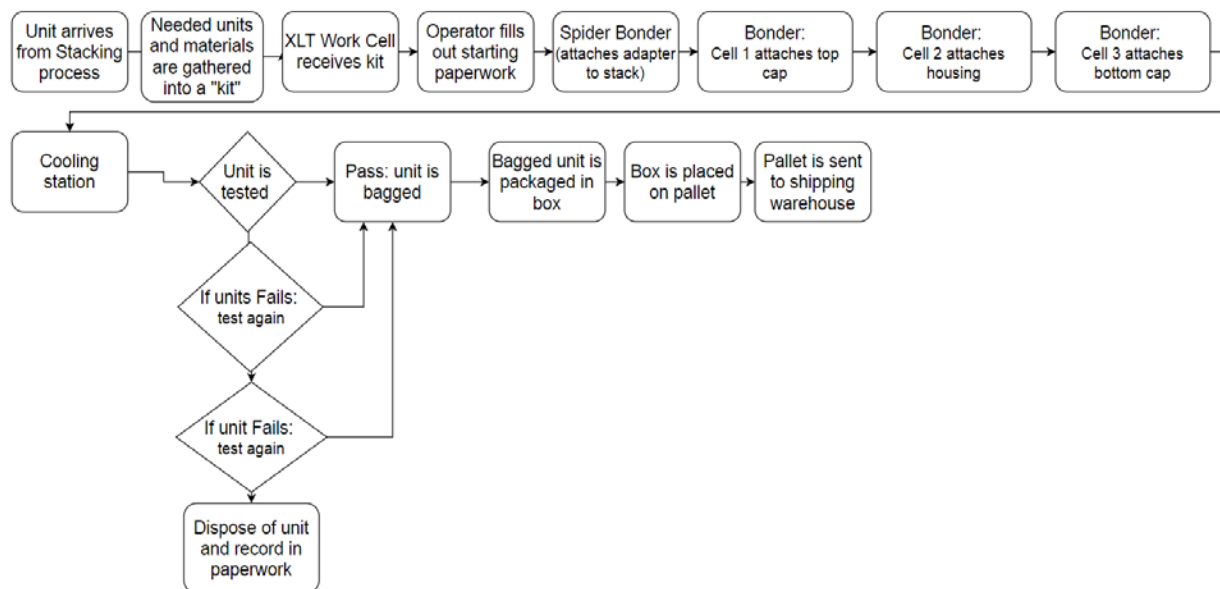 Unit arrives
from Stacking
process
Needed units
and materials
are gathered
into a "kit"
XLT Work Cell
receives kit
Operator fills
out starting
paperwork
Spider Bonder
(attaches adapter
to stack)
Bonder:
Cell 1 attaches top
cap
Bonder:
Cell 2 attaches
housing
Bonder:
Cell 3 attaches
bottom cap
Cooling
station
Unit is
tested
Pass: unit is
bagged
Bagged unit is
packaged in
box
Box is placed
on pallet
Pallet is sent
to shipping
warehouse
If units Fails:
test again
If unit Fails:
test again
Dispose of unit
and record in
paperwork